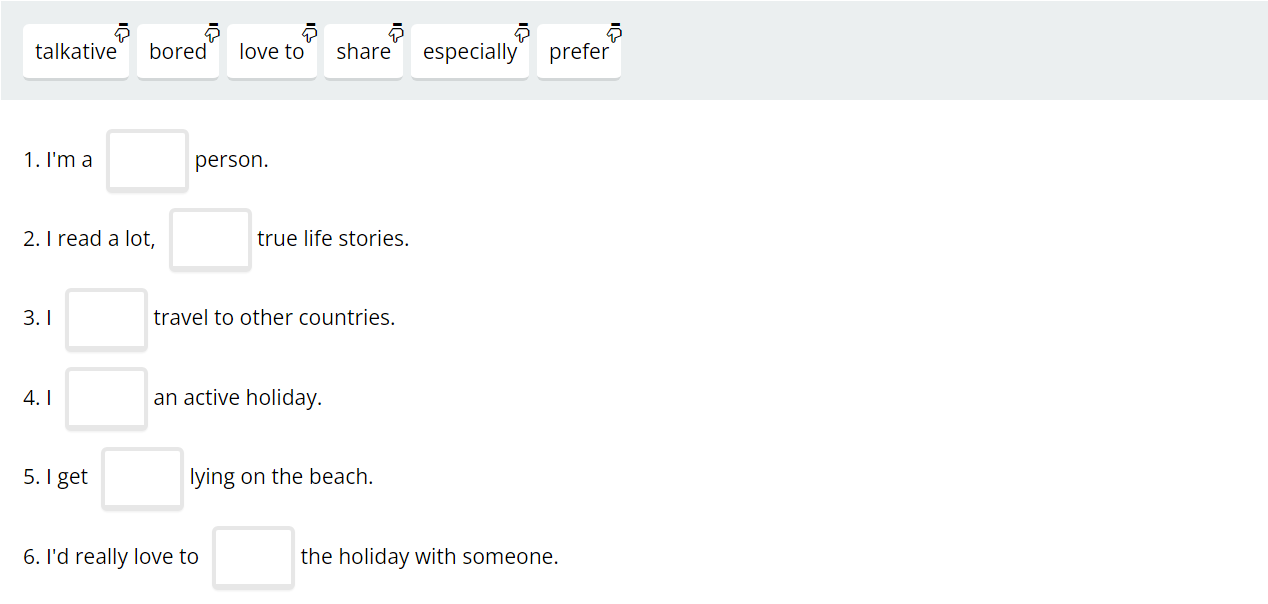 talkative bored love to share especially prefer
1. I'm a person.
2. I read a lot, true life stories.
3. I travel to other countries.
4. I an active holiday.
5. I get lying on the beach.
6. I'd really love to the holiday with someone.